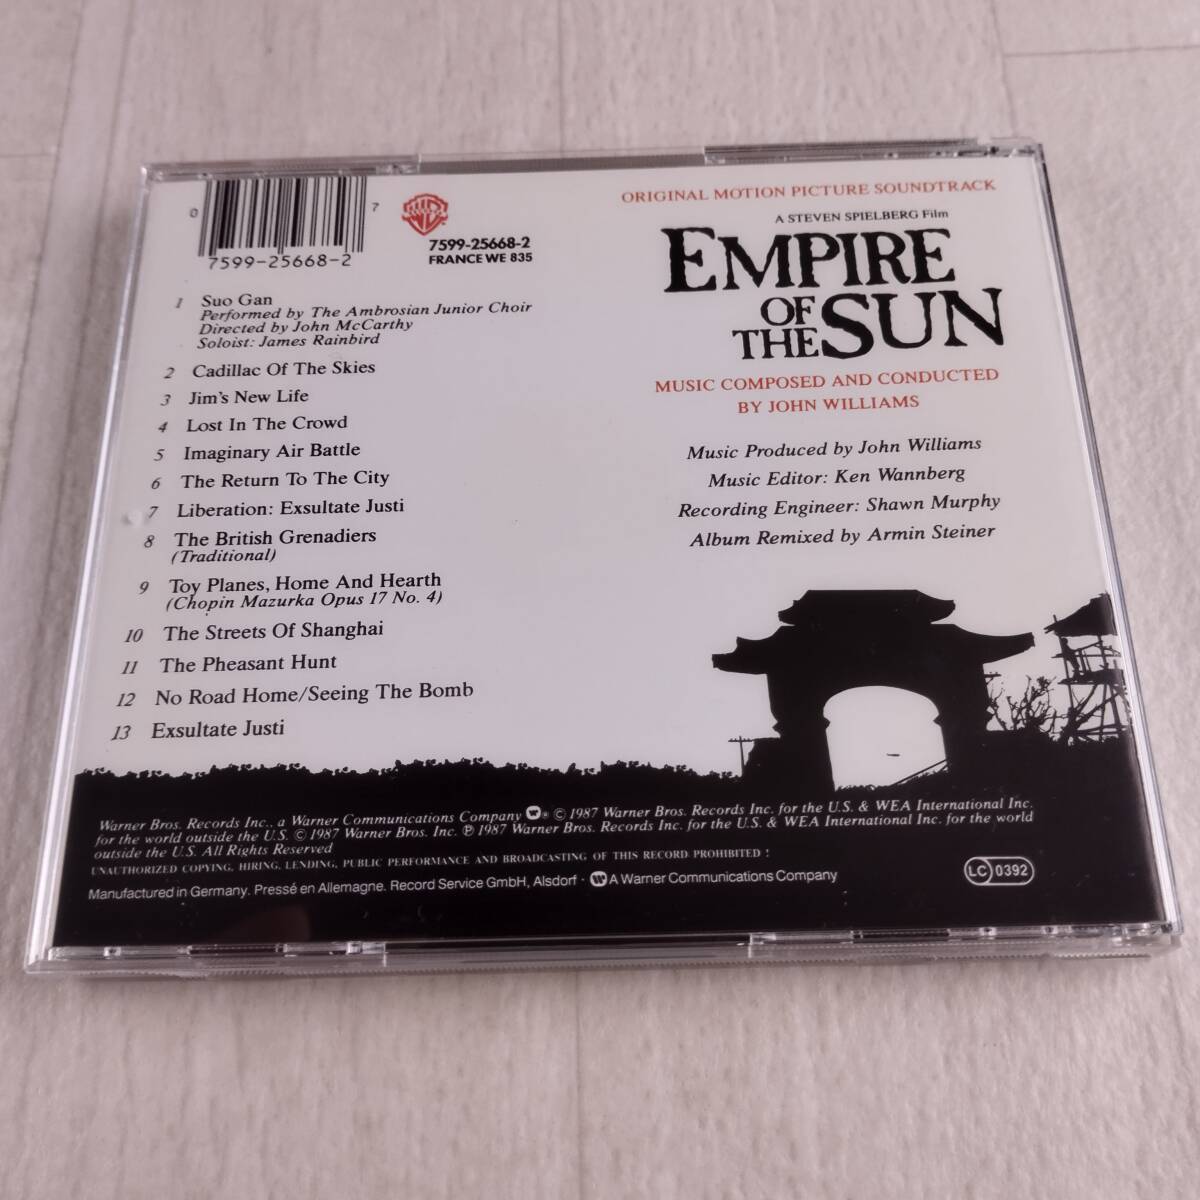 0
7
7599-25668-2
7599-25668-2
FRANCE WE 835
1 Suo Gan
Performed by The Ambrosian Junior Choir
Directed by John McCarthy
Soloist: James Rainbird
2 Cadillac Of The Skies
3 Jim's New Life
4 Lost In The Crowd
5 Imaginary Air Battle
6 The Return To The City
7 Liberation: Exsultate Justi
8 The British Grenadiers
(Traditional)
9 Toy Planes, Home And Hearth
(Chopin Mazurka Opus 17 No. 4)
10 The Streets Of Shanghai
11 The Pheasant Hunt
12 No Road Home/Seeing The Bomb
13 Exsultate Justi
ORIGINAL MOTION PICTURE SOUNDTRACK
A STEVEN SPIELBERG Film
EMPIRE
OF
THE SUN
MUSIC COMPOSED AND CONDUCTED
BY JOHN WILLIAMS
Music Produced by John Williams
Music Editor: Ken Wannberg
Recording Engineer: Shawn Murphy
Album Remixed by Armin Steiner
Warner Bros. Records Inc., a Warner Communications Company ® © 1987 Warner Bros. Records Inc. for the U.S. & WEA International Inc.
for the world outside the U.S. © 1987 Warner Bros. Inc. ℗ 1987 Warner Bros. Records Inc. for the U.S. & WEA International Inc. for the world
outside the U.S. All Rights Reserved
UNAUTHORIZED COPYING, HIRING, LENDING, PUBLIC PERFORMANCE AND BROADCASTING OF THIS RECORD PROHIBITED !
Manufactured in Germany. Pressé en Allemagne. Record Service GmbH, Alsdorf · A Warner Communications Company
LC 0392